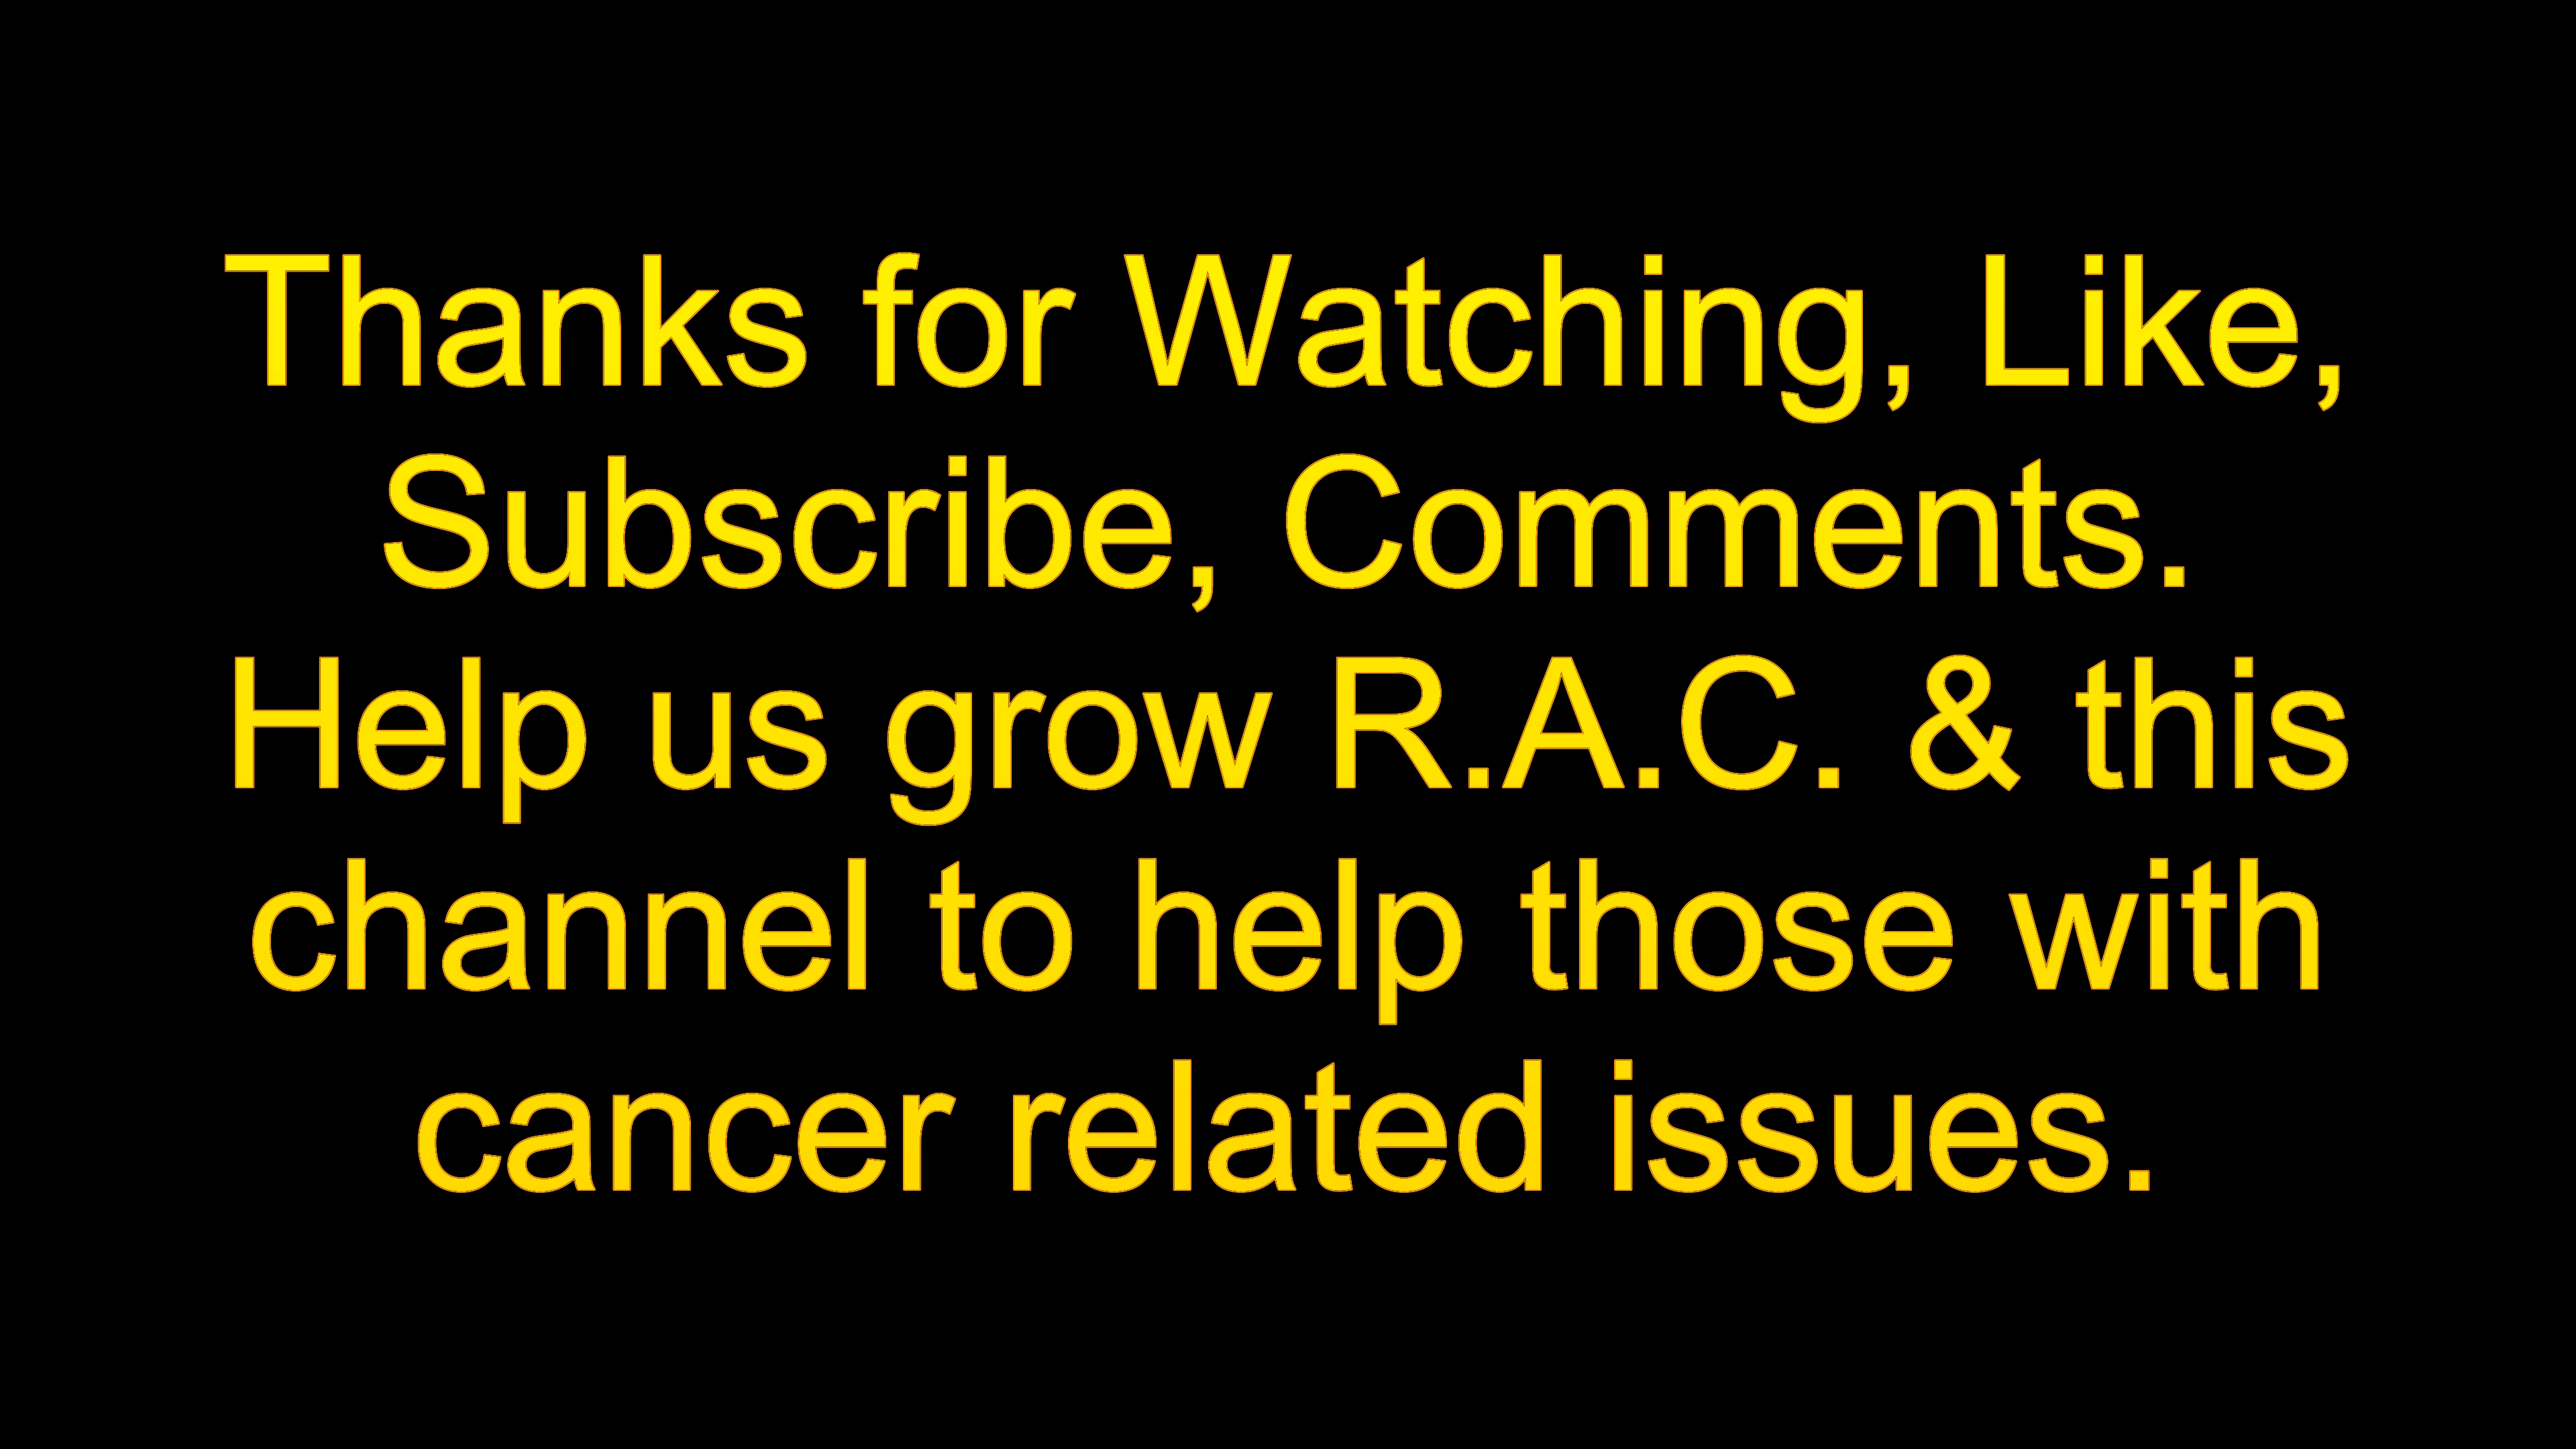 Thanks for Watching, Like,
Subscribe, Comments.
Help us grow R.A.C. & this
channel to help those with
cancer related issues.